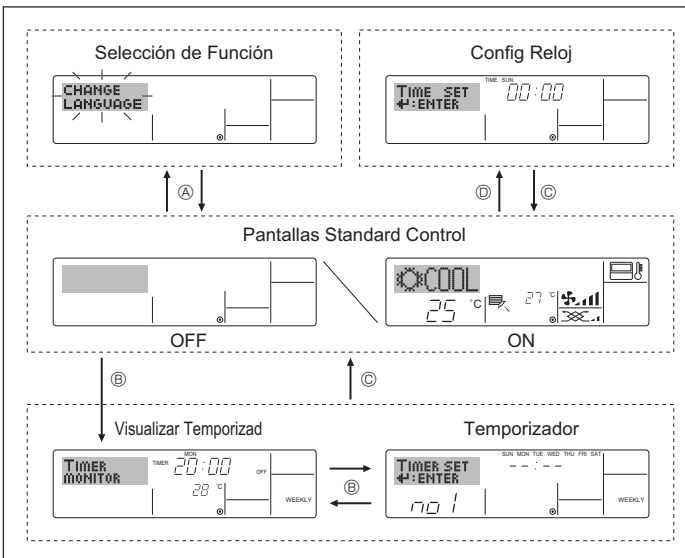 Selección de Función
CHANGE
LANGUAGE
Config Reloj
TIME SUN
TIME SET 00:00
↵:ENTER
Ⓐ
Ⓓ
Ⓒ
Pantallas Standard Control
COOL
25 °C
27 °C
OFF
ON
Ⓑ
Ⓒ
Visualizar Temporizad
MON
TIMER TIMER 20:00 OFF
MONITOR
28 °C
WEEKLY
Ⓑ
Temporizador
SUN MON TUE WED THU FRI SAT
TIMER SET --:--
↵:ENTER
no 1
WEEKLY